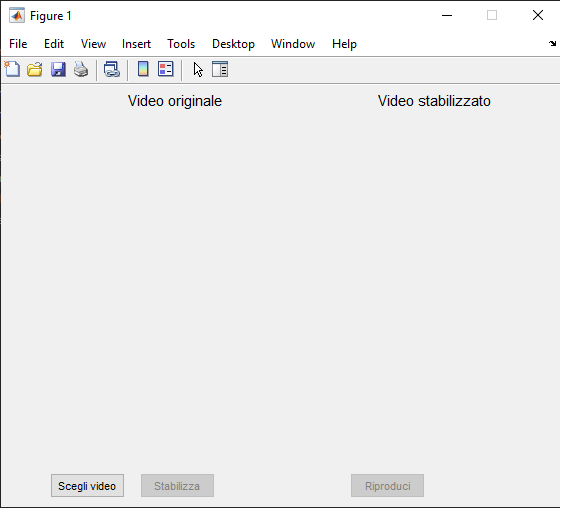 Figure 1
File Edit View Insert Tools Desktop Window Help
Video originale Video stabilizzato
Scegli video Stabilizza Riproduci